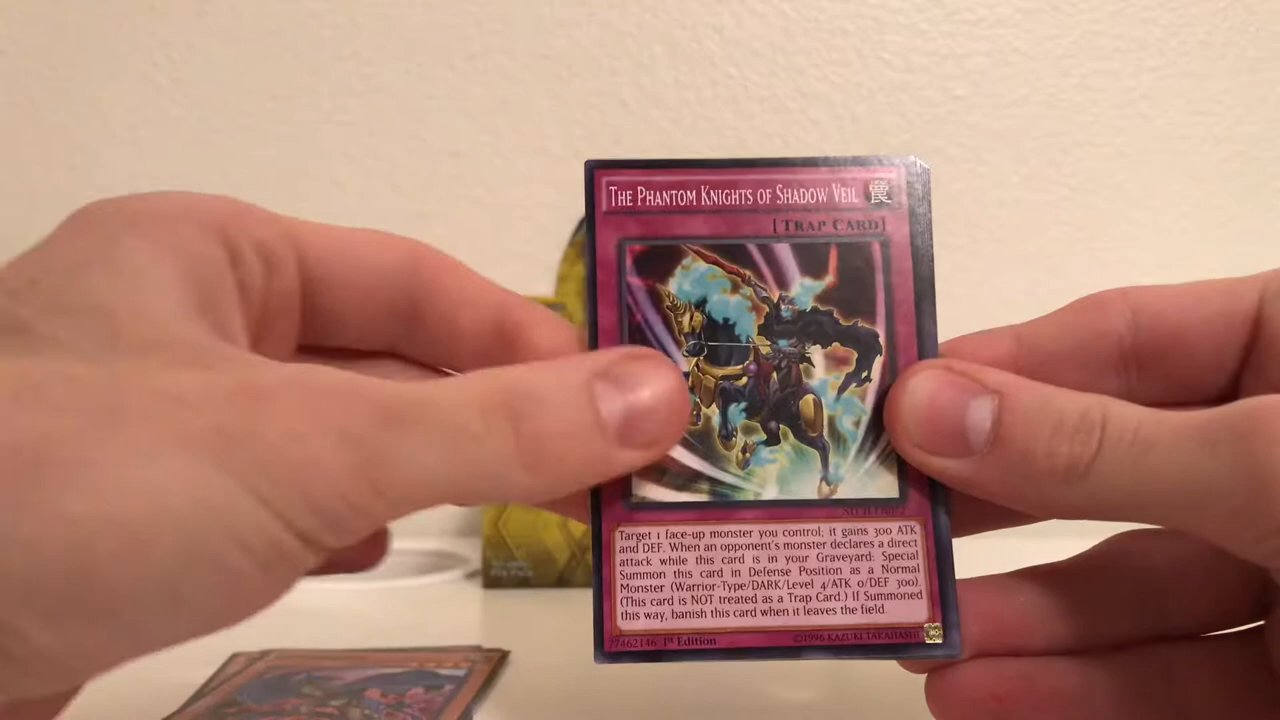 THE PHANTOM KNIGHTS OF SHADOW VEIL
罠
[TRAP CARD]
Target 1 face-up monster you control; it gains 300 ATK
and DEF. When an opponent's monster declares a direct
attack while this card is in your Graveyard: Special
Summon this card in Defense Position as a Normal
Monster (Warrior-Type/DARK/Level 4/ATK 0/DEF 300).
(This card is NOT treated as a Trap Card.) If Summoned
this way, banish this card when it leaves the field.
77462146 1st Edition ©1996 KAZUKI TAKAHASHI